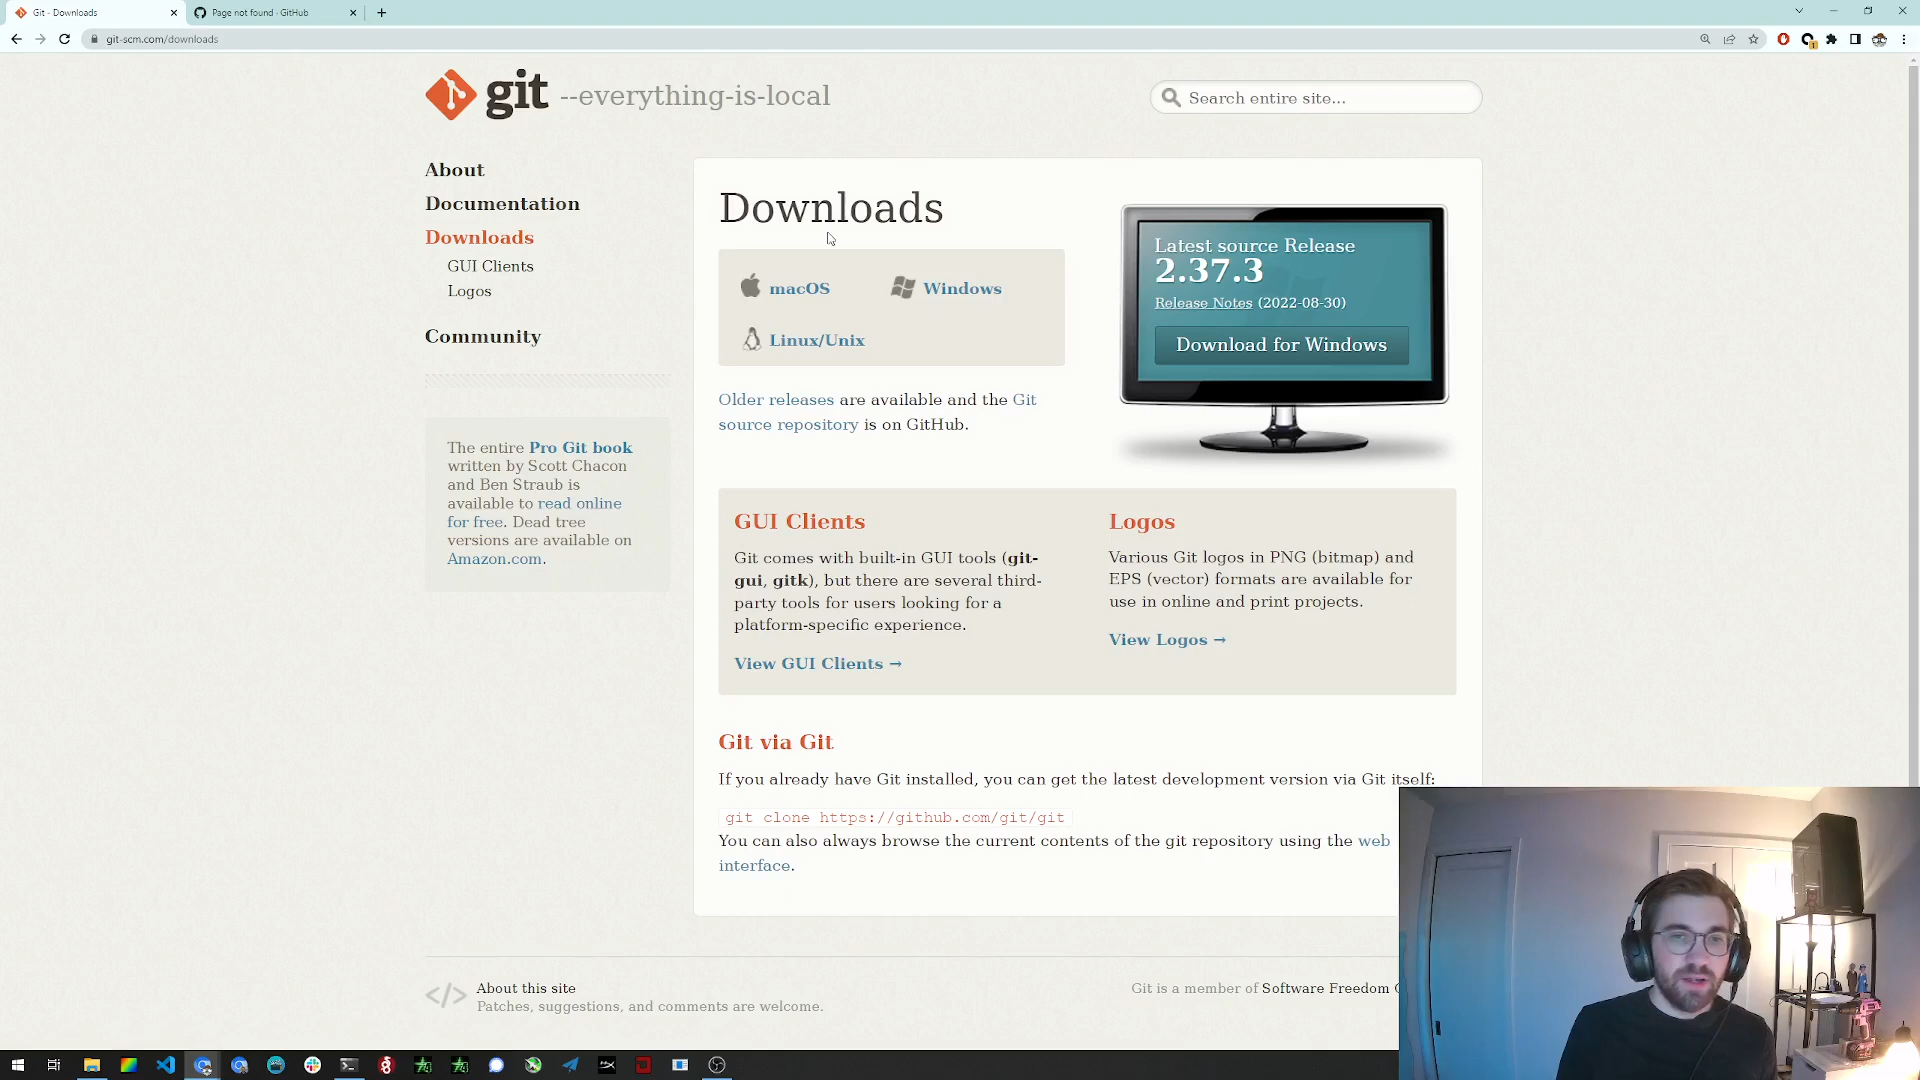 Git - Downloads
Page not found · GitHub
git-scm.com/downloads
git --everything-is-local
Search entire site...
About
Documentation
Downloads
GUI Clients
Logos
Community
The entire Pro Git book
written by Scott Chacon
and Ben Straub is
available to read online
for free. Dead tree
versions are available on
Amazon.com.
Downloads
macOS
Windows
Linux/Unix
Older releases are available and the Git
source repository is on GitHub.
Latest source Release
2.37.3
Release Notes (2022-08-30)
Download for Windows
GUI Clients
Git comes with built-in GUI tools (git-
gui, gitk), but there are several third-
party tools for users looking for a
platform-specific experience.
View GUI Clients →
Logos
Various Git logos in PNG (bitmap) and
EPS (vector) formats are available for
use in online and print projects.
View Logos →
Git via Git
If you already have Git installed, you can get the latest development version via Git itself:
git clone https://github.com/git/git
You can also always browse the current contents of the git repository using the web
interface.
</> About this site
Patches, suggestions, and comments are welcome.
Git is a member of Software Freedom